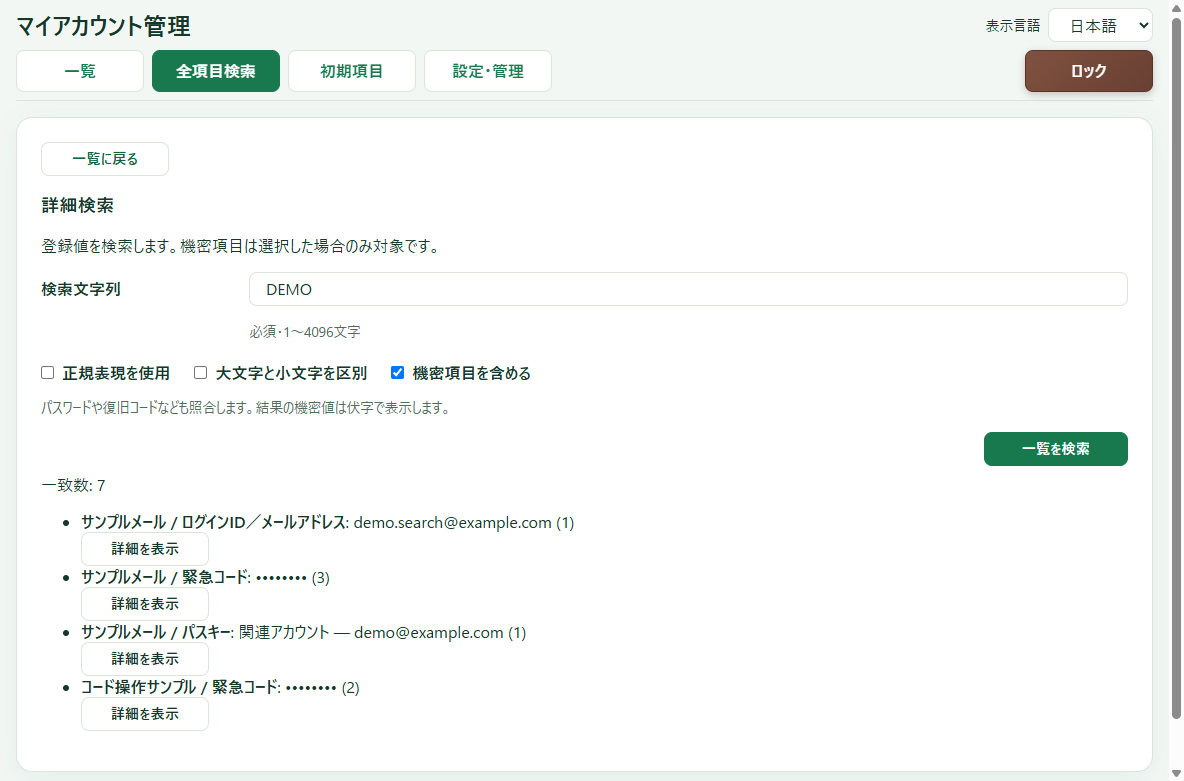 マイアカウント管理
表示言語 日本語
一覧 全項目検索 初期項目 設定・管理 ロック
一覧に戻る
詳細検索
登録値を検索します。機密項目は選択した場合のみ対象です。
検索文字列 DEMO
必須・1～4096文字
正規表現を使用 大文字と小文字を区別 機密項目を含める
パスワードや復旧コードなども照合します。結果の機密値は伏字で表示します。
一覧を検索
一致数: 7
• サンプルメール / ログインID／メールアドレス: demo.search@example.com (1)
詳細を表示
• サンプルメール / 緊急コード: •••••••• (3)
詳細を表示
• サンプルメール / パスキー: 関連アカウント — demo@example.com (1)
詳細を表示
• コード操作サンプル / 緊急コード: •••••••• (2)
詳細を表示